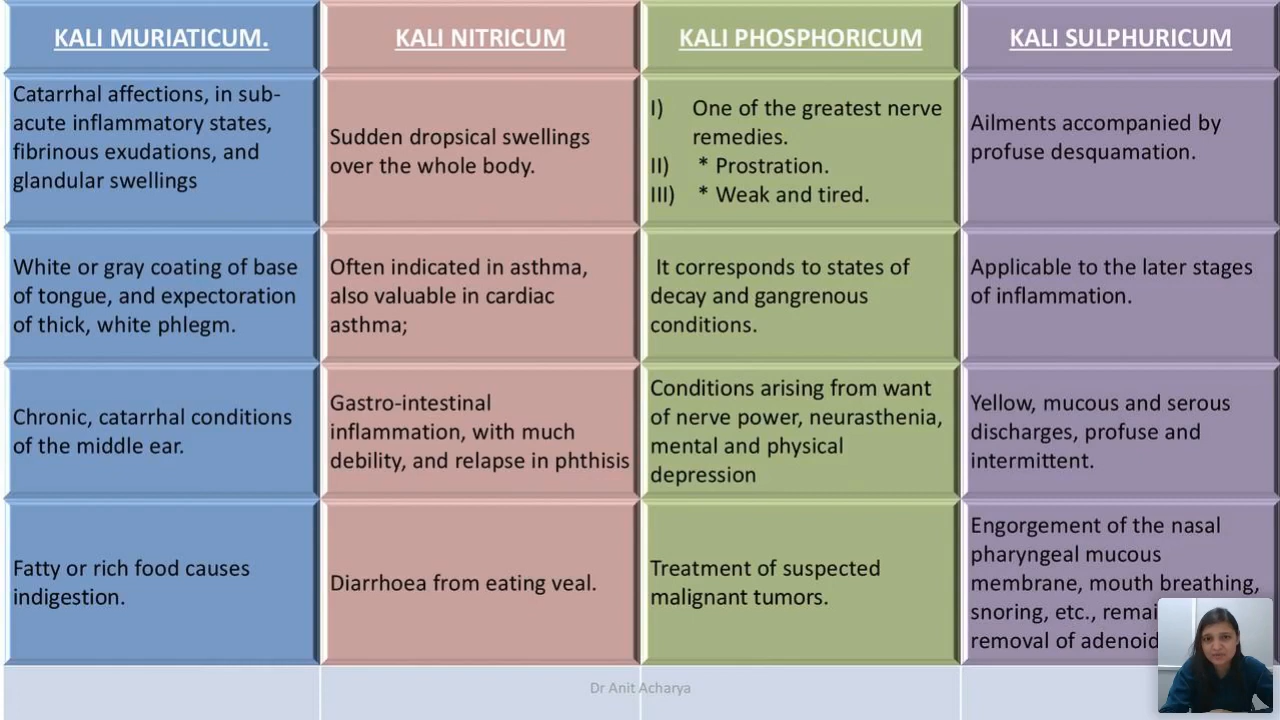 KALI MURIATICUM.
KALI NITRICUM
KALI PHOSPHORICUM
KALI SULPHURICUM
Catarrhal affections, in sub-
acute inflammatory states,
fibrinous exudations, and
glandular swellings
Sudden dropsical swellings
over the whole body.
I) One of the greatest nerve
remedies.
II) * Prostration.
III) * Weak and tired.
Ailments accompanied by
profuse desquamation.
White or gray coating of base
of tongue, and expectoration
of thick, white phlegm.
Often indicated in asthma,
also valuable in cardiac
asthma;
It corresponds to states of
decay and gangrenous
conditions.
Applicable to the later stages
of inflammation.
Chronic, catarrhal conditions
of the middle ear.
Gastro-intestinal
inflammation, with much
debility, and relapse in phthisis
Conditions arising from want
of nerve power, neurasthenia,
mental and physical
depression
Yellow, mucous and serous
discharges, profuse and
intermittent.
Fatty or rich food causes
indigestion.
Diarrhoea from eating veal.
Treatment of suspected
malignant tumors.
Engorgement of the nasal
pharyngeal mucous
membrane, mouth breathing,
snoring, etc.,
removal of
Dr Anit Acharya